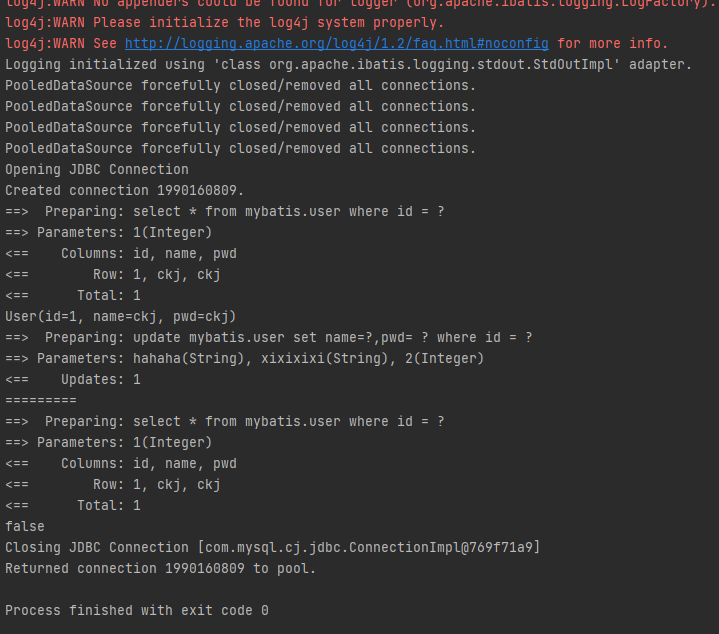 log4j:WARN No appenders could be found for logger (org.apache.ibatis.logging.LogFactory).
log4j:WARN Please initialize the log4j system properly.
log4j:WARN See http://logging.apache.org/log4j/1.2/faq.html#noconfig for more info.
Logging initialized using 'class org.apache.ibatis.logging.stdout.StdOutImpl' adapter.
PooledDataSource forcefully closed/removed all connections.
PooledDataSource forcefully closed/removed all connections.
PooledDataSource forcefully closed/removed all connections.
PooledDataSource forcefully closed/removed all connections.
Opening JDBC Connection
Created connection 1990160809.
==>  Preparing: select * from mybatis.user where id = ?
==> Parameters: 1(Integer)
<==    Columns: id, name, pwd
<==        Row: 1, ckj, ckj
<==      Total: 1
User(id=1, name=ckj, pwd=ckj)
==>  Preparing: update mybatis.user set name=?,pwd= ? where id = ?
==> Parameters: hahaha(String), xixixixi(String), 2(Integer)
<==    Updates: 1
=========
==>  Preparing: select * from mybatis.user where id = ?
==> Parameters: 1(Integer)
<==    Columns: id, name, pwd
<==        Row: 1, ckj, ckj
<==      Total: 1
false
Closing JDBC Connection [com.mysql.cj.jdbc.ConnectionImpl@769f71a9]
Returned connection 1990160809 to pool.
Process finished with exit code 0